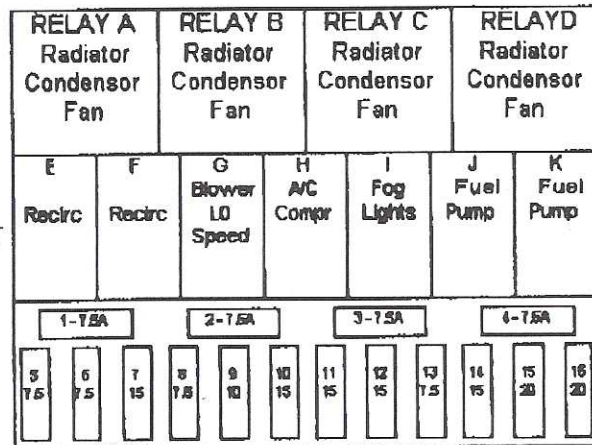 RELAY A
Radiator
Condensor
Fan
RELAY B
Radiator
Condensor
Fan
RELAY C
Radiator
Condensor
Fan
RELAYD
Radiator
Condensor
Fan
E
Recirc
F
Recirc
G
Blower
LO
Speed
H
A/C
Compr
I
Fog
Lights
J
Fuel
Pump
K
Fuel
Pump
1-7.5A
2-7.5A
3-7.5A
4-7.5A
5
7.5
6
7.5
7
15
8
7.5
9
10
10
15
11
15
12
15
13
7.5
14
15
15
20
16
20